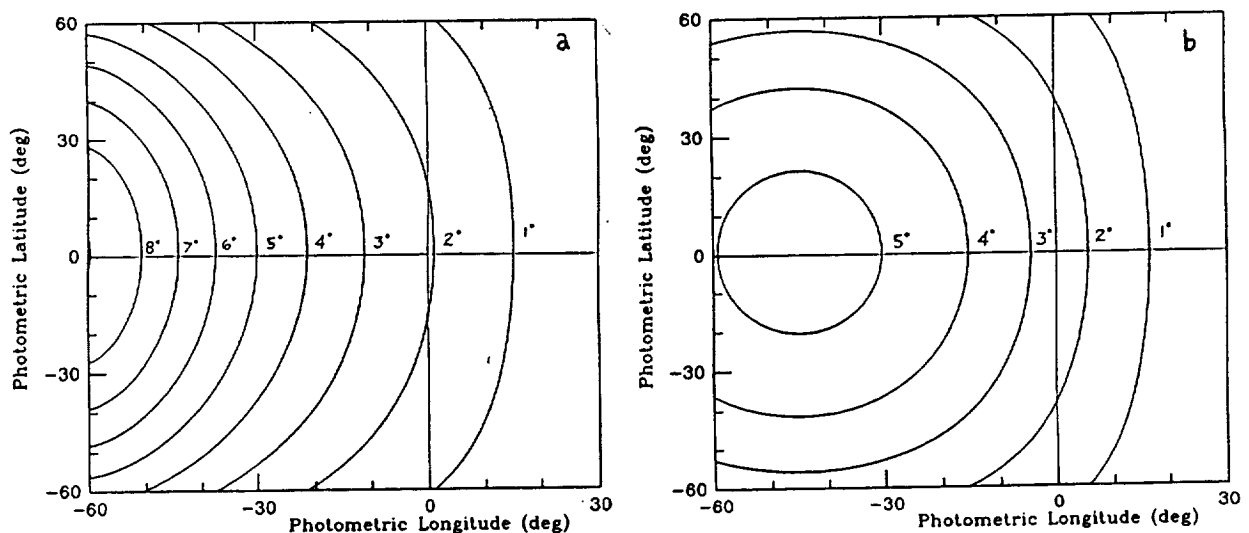 a
60
30
0
-30
-60
Photometric Latitude (deg)
8° 7° 6° 5° 4° 3° 2° 1°
-60 -30 0 30
Photometric Longitude (deg)
b
60
30
0
-30
-60
Photometric Latitude (deg)
5° 4° 3° 2° 1°
-60 -30 0 30
Photometric Longitude (deg)